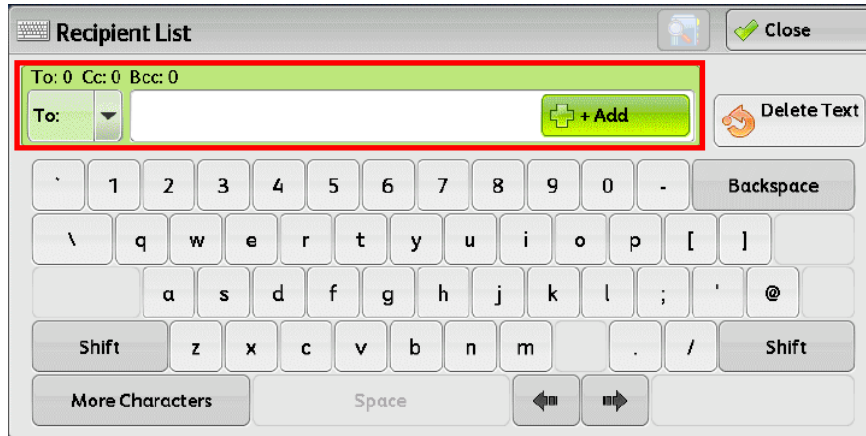 Recipient List
Close
To: 0 Cc: 0 Bcc: 0
To:
+ Add
Delete Text
` 1 2 3 4 5 6 7 8 9 0 - Backspace
\ q w e r t y u i o p [ ]
a s d f g h j k l ; ' @
Shift z x c v b n m . / Shift
More Characters Space